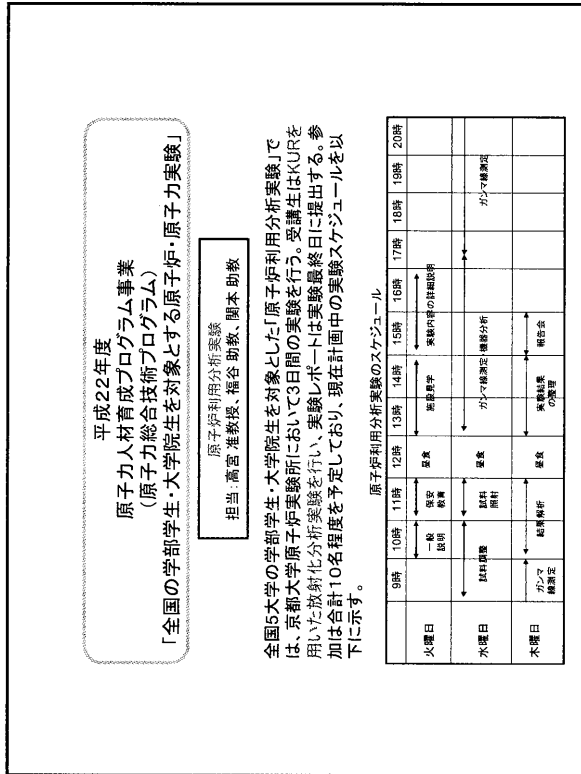 平成22年度
原子力人材育成プログラム事業
（原子力総合技術プログラム）
「全国の学部学生・大学院生を対象とする原子炉・原子力実験」
原子炉利用分析実験
担当：高宮 准教授、福谷 助教、関本 助教
全国5大学の学部学生・大学院生を対象とした「原子炉利用分析実験」で
は、京都大学原子炉実験所において3日間の実験を行う。受講生はKURを
用いた放射化分析実験を行い、実験レポートは実験最終日に提出する。参
加は合計10名程度を予定しており、現在計画中の実験スケジュールを以
下に示す。
原子炉利用分析実験のスケジュール
9時 10時 11時 12時 13時 14時 15時 16時 17時 18時 19時 20時
火曜日 一般説明 保安教育 昼食 施設見学 実験内容の詳細説明
水曜日 試料調整 試料照射 昼食 ガンマ線測定 機器分析 ガンマ線測定
木曜日 ガンマ線測定 結果解析 昼食 実験結果の整理 報告会